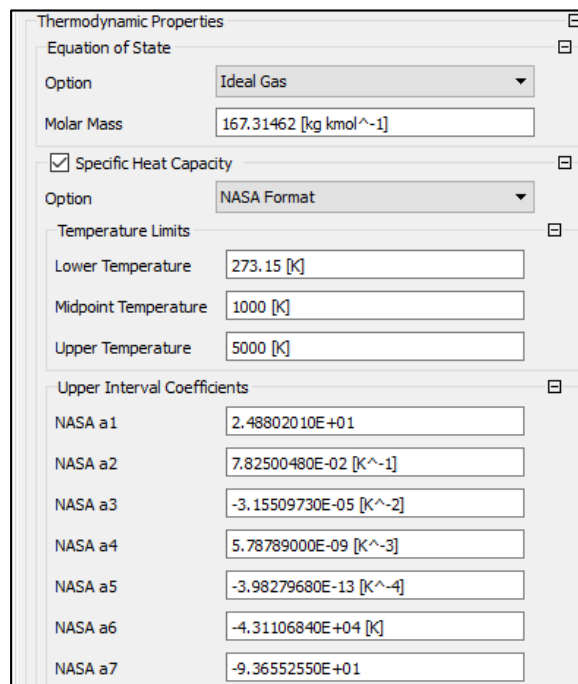 Thermodynamic Properties
Equation of State
Option Ideal Gas
Molar Mass 167.31462 [kg kmol^-1]
Specific Heat Capacity
Option NASA Format
Temperature Limits
Lower Temperature 273.15 [K]
Midpoint Temperature 1000 [K]
Upper Temperature 5000 [K]
Upper Interval Coefficients
NASA a1 2.48802010E+01
NASA a2 7.82500480E-02 [K^-1]
NASA a3 -3.15509730E-05 [K^-2]
NASA a4 5.78789000E-09 [K^-3]
NASA a5 -3.98279680E-13 [K^-4]
NASA a6 -4.31106840E+04 [K]
NASA a7 -9.36552550E+01